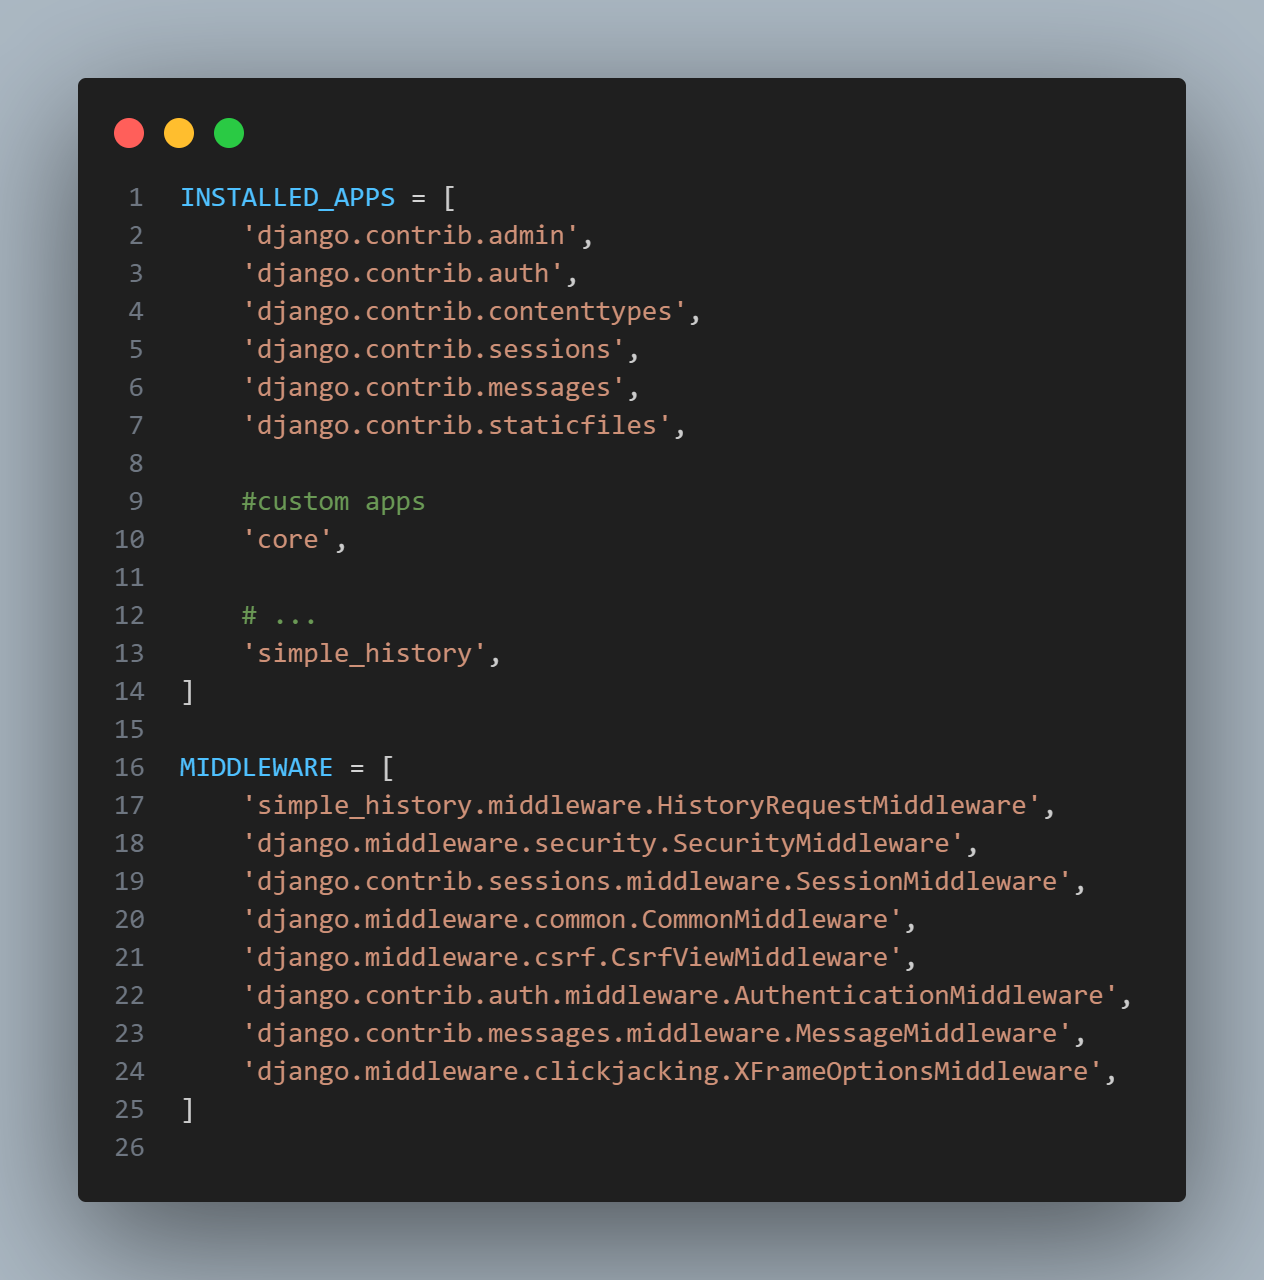 1 INSTALLED_APPS = [
2     'django.contrib.admin',
3     'django.contrib.auth',
4     'django.contrib.contenttypes',
5     'django.contrib.sessions',
6     'django.contrib.messages',
7     'django.contrib.staticfiles',
8
9     #custom apps
10     'core',
11
12     # ...
13     'simple_history',
14 ]
15
16 MIDDLEWARE = [
17     'simple_history.middleware.HistoryRequestMiddleware',
18     'django.middleware.security.SecurityMiddleware',
19     'django.contrib.sessions.middleware.SessionMiddleware',
20     'django.middleware.common.CommonMiddleware',
21     'django.middleware.csrf.CsrfViewMiddleware',
22     'django.contrib.auth.middleware.AuthenticationMiddleware',
23     'django.contrib.messages.middleware.MessageMiddleware',
24     'django.middleware.clickjacking.XFrameOptionsMiddleware',
25 ]
26